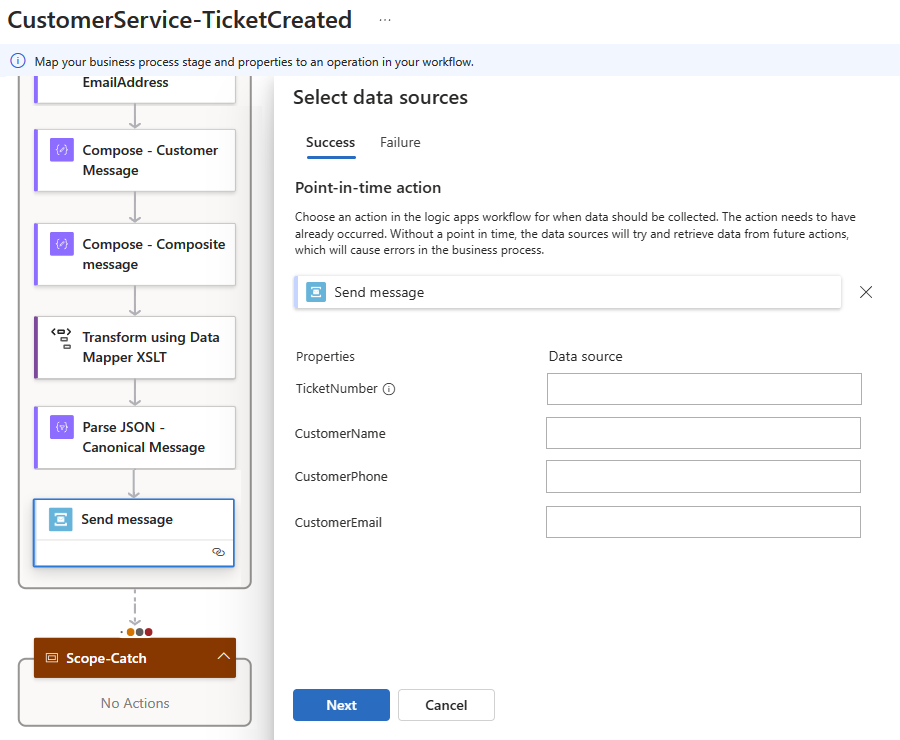 CustomerService-TicketCreated ...
Map your business process stage and properties to an operation in your workflow.
EmailAddress
Compose - Customer
Message
Compose - Composite
message
Transform using Data
Mapper XSLT
Parse JSON -
Canonical Message
Send message
Scope-Catch
No Actions
Select data sources
Success Failure
Point-in-time action
Choose an action in the logic apps workflow for when data should be collected. The action needs to have
already occurred. Without a point in time, the data sources will try and retrieve data from future actions,
which will cause errors in the business process.
Send message
Properties Data source
TicketNumber
CustomerName
CustomerPhone
CustomerEmail
Next Cancel